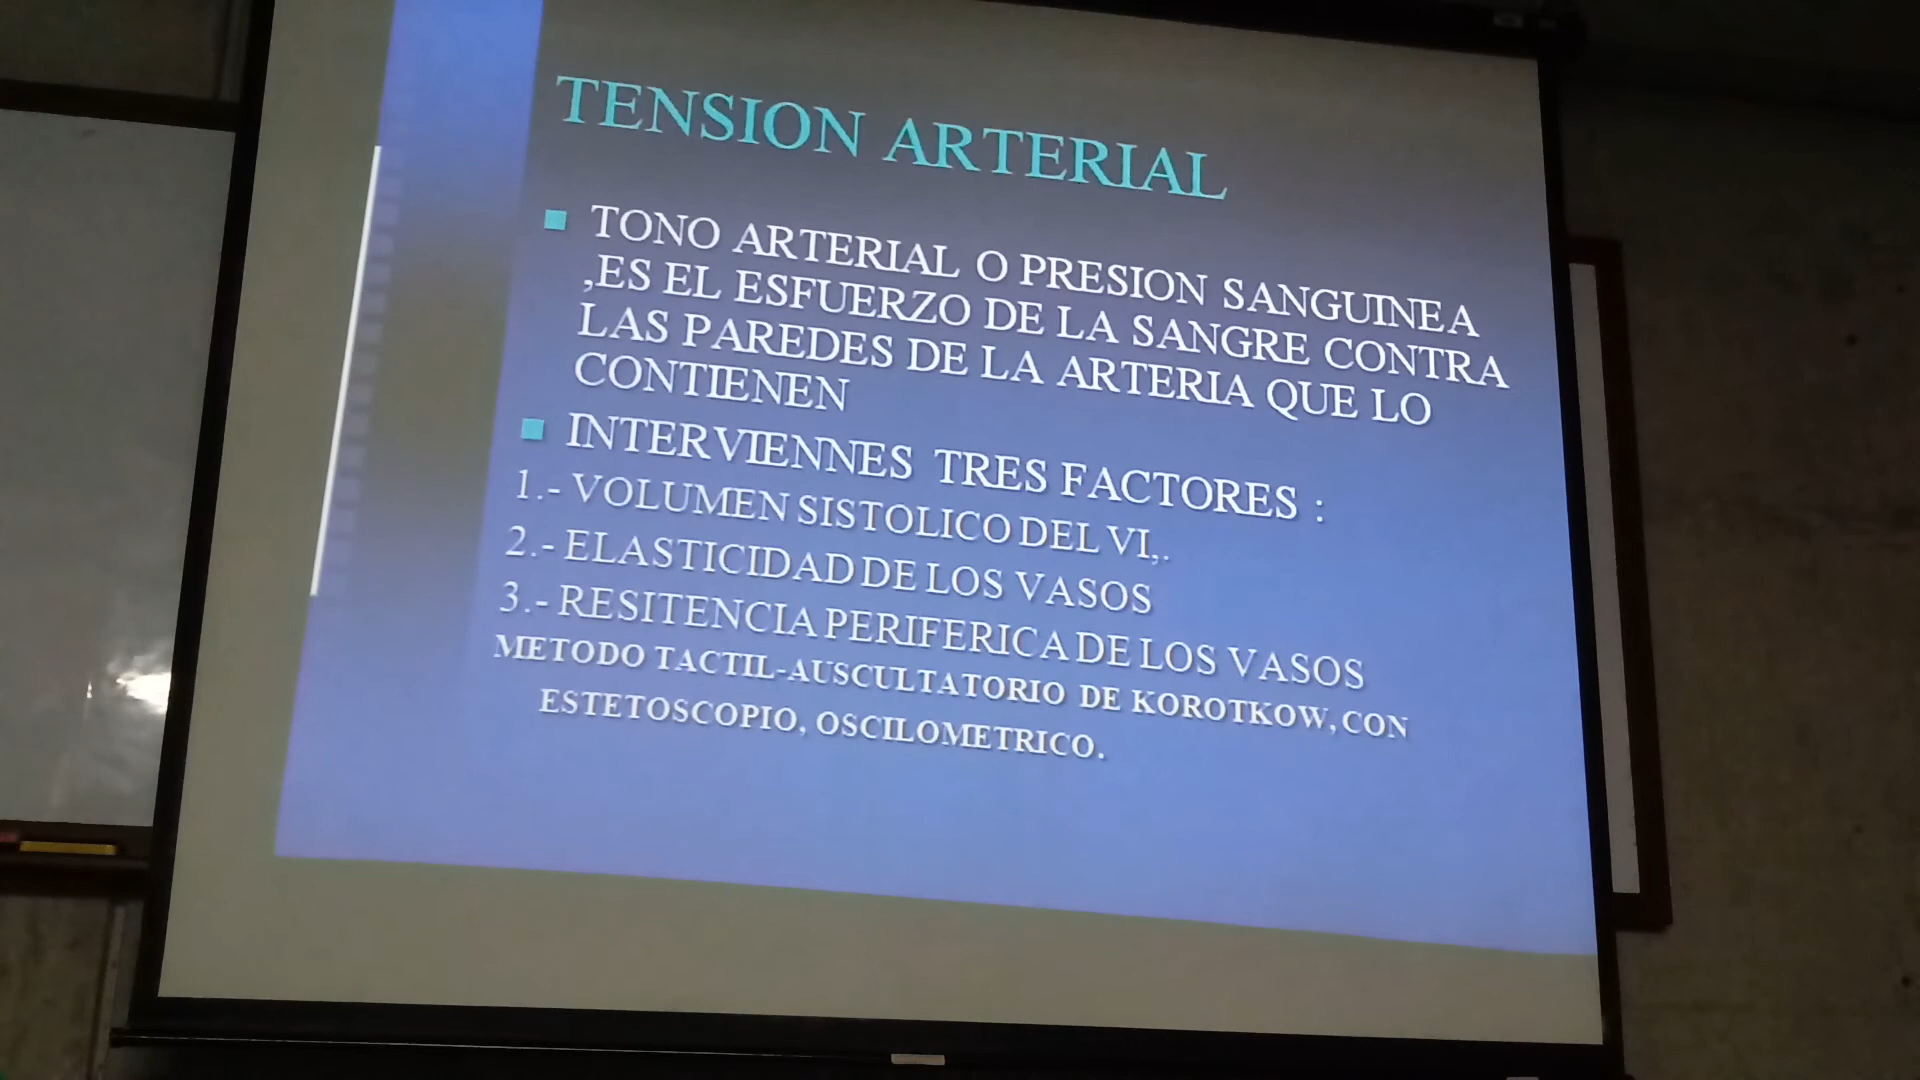 TENSION ARTERIAL
TONO ARTERIAL O PRESION SANGUINEA
,ES EL ESFUERZO DE LA SANGRE CONTRA
LAS PAREDES DE LA ARTERIA QUE LO
CONTIENEN
INTERVIENNES TRES FACTORES :
1.- VOLUMEN SISTOLICO DEL VI,.
2.- ELASTICIDAD DE LOS VASOS
3.- RESITENCIA PERIFERICA DE LOS VASOS
METODO TACTIL-AUSCULTATORIO DE KOROTKOW, CON
ESTETOSCOPIO, OSCILOMETRICO.